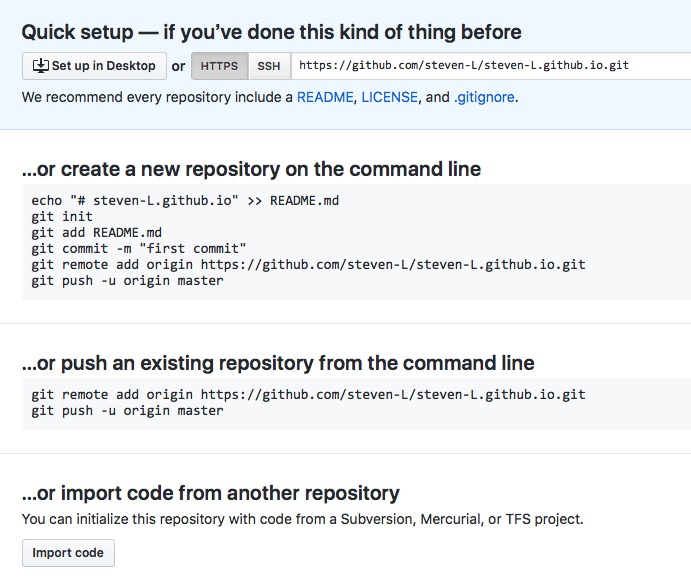 Quick setup — if you’ve done this kind of thing before
Set up in Desktop or HTTPS SSH https://github.com/steven-L/steven-L.github.io.git
We recommend every repository include a README, LICENSE, and .gitignore.
…or create a new repository on the command line
echo "# steven-L.github.io" >> README.md
git init
git add README.md
git commit -m "first commit"
git remote add origin https://github.com/steven-L/steven-L.github.io.git
git push -u origin master
…or push an existing repository from the command line
git remote add origin https://github.com/steven-L/steven-L.github.io.git
git push -u origin master
…or import code from another repository
You can initialize this repository with code from a Subversion, Mercurial, or TFS project.
Import code